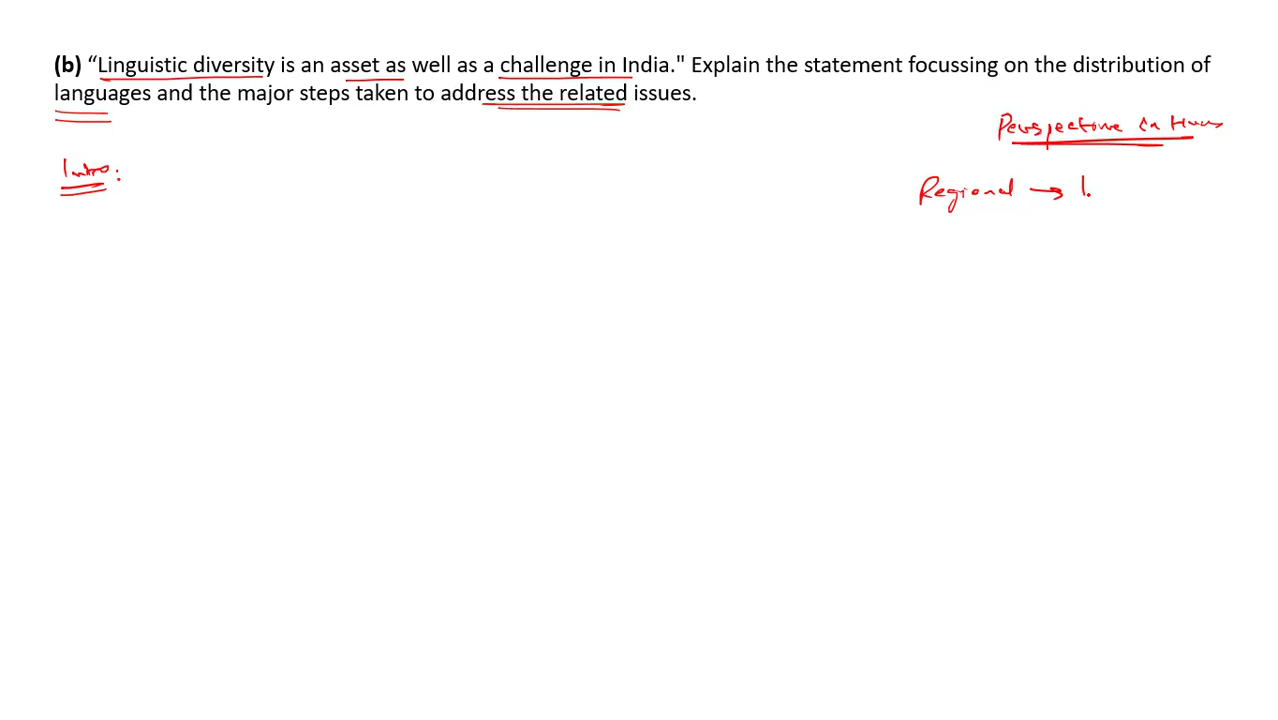 (b) “Linguistic diversity is an asset as well as a challenge in India." Explain the statement focussing on the distribution of
languages and the major steps taken to address the related issues.
Perspective in Hum
Intro:
Regional → l.